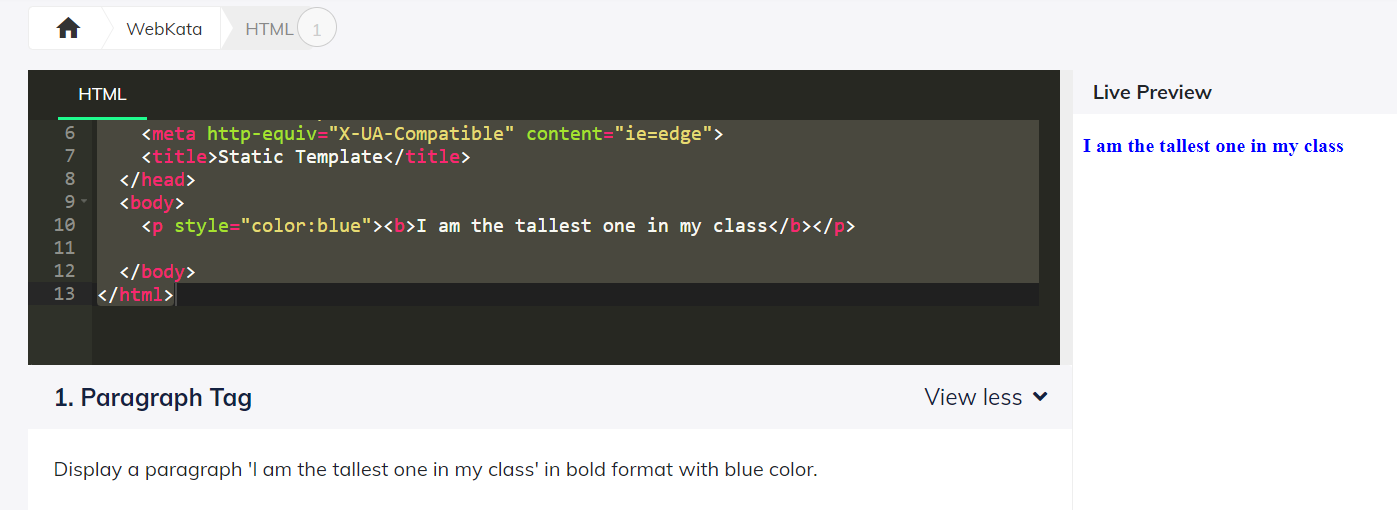 WebKata HTML 1
HTML
Live Preview
6 <meta http-equiv="X-UA-Compatible" content="ie=edge">
7 <title>Static Template</title>
8 </head>
9 <body>
10 <p style="color:blue"><b>I am the tallest one in my class</b></p>
11
12 </body>
13 </html>
I am the tallest one in my class
1. Paragraph Tag
View less
Display a paragraph 'I am the tallest one in my class' in bold format with blue color.